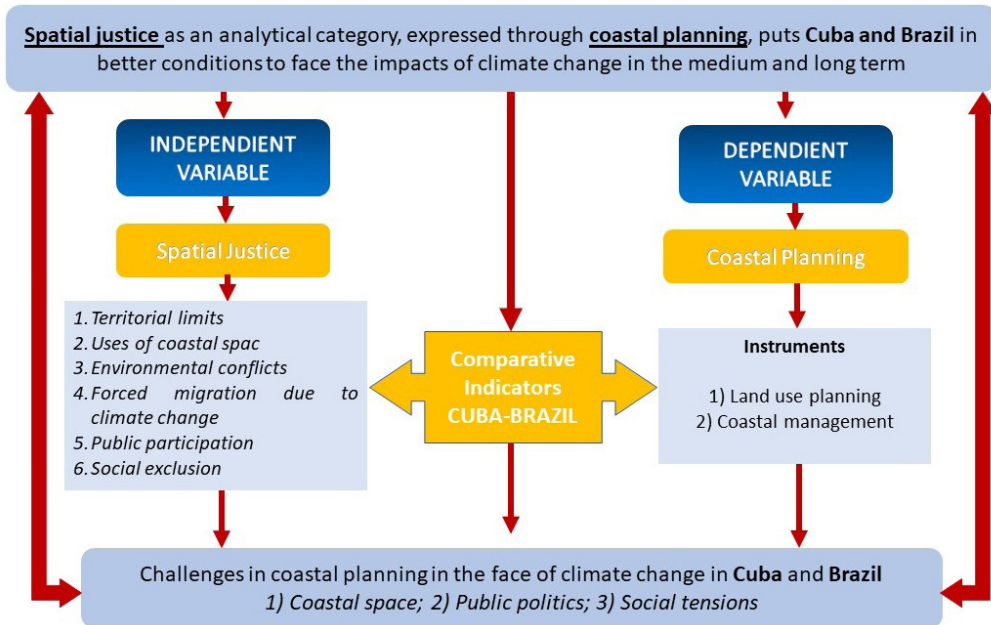 Spatial justice as an analytical category, expressed through coastal planning, puts Cuba and Brazil in
better conditions to face the impacts of climate change in the medium and long term
INDEPENDENT
VARIABLE
DEPENDENT
VARIABLE
Spatial Justice
Coastal Planning
1. Territorial limits
2. Uses of coastal spac
3. Environmental conflicts
4. Forced migration due to
climate change
5. Public participation
6. Social exclusion
Comparative
Indicators
CUBA-BRAZIL
Instruments
1) Land use planning
2) Coastal management
Challenges in coastal planning in the face of climate change in Cuba and Brazil
1) Coastal space; 2) Public politics; 3) Social tensions